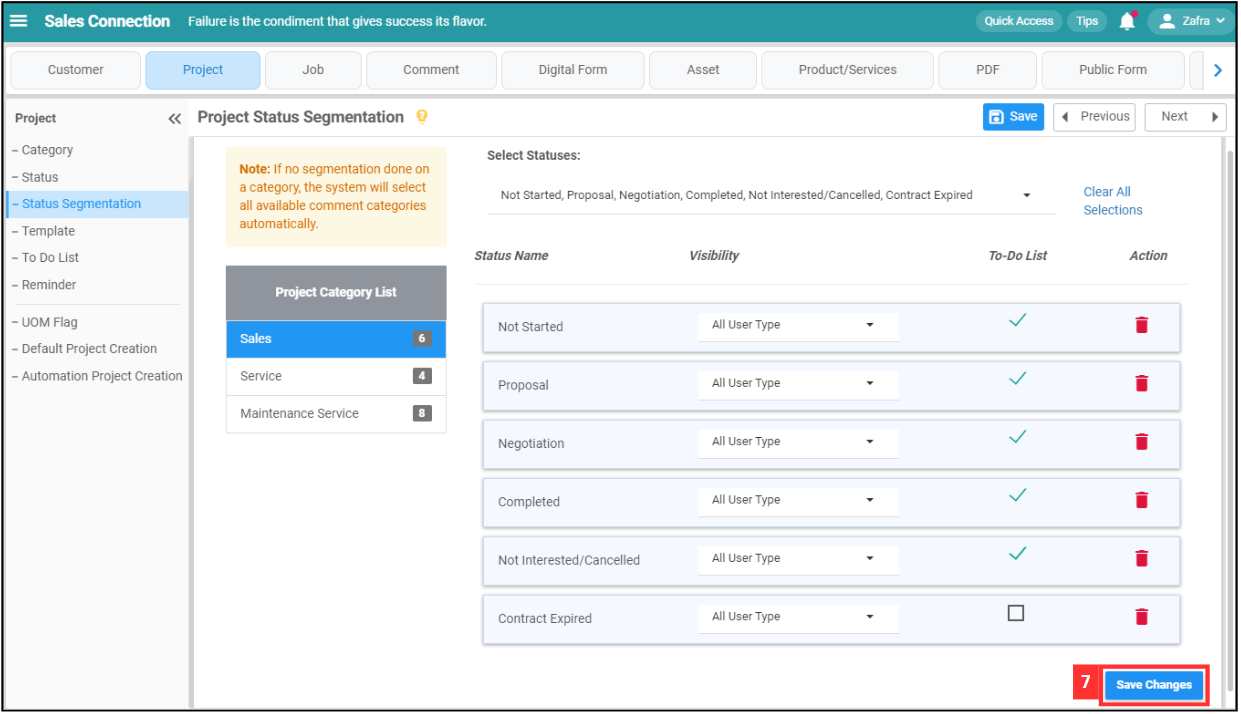 Sales Connection Failure is the condiment that gives success its flavor. Quick Access Tips Zafra
Customer Project Job Comment Digital Form Asset Product/Services PDF Public Form
Project
– Category
– Status
– Status Segmentation
– Template
– To Do List
– Reminder
– UOM Flag
– Default Project Creation
– Automation Project Creation
Project Status Segmentation Save Previous Next
Note: If no segmentation done on
a category, the system will select
all available comment categories
automatically.
Project Category List
Sales 6
Service 4
Maintenance Service 8
Select Statuses:
Not Started, Proposal, Negotiation, Completed, Not Interested/Cancelled, Contract Expired
Clear All
Selections
Status Name Visibility To-Do List Action
Not Started All User Type
Proposal All User Type
Negotiation All User Type
Completed All User Type
Not Interested/Cancelled All User Type
Contract Expired All User Type
7 Save Changes